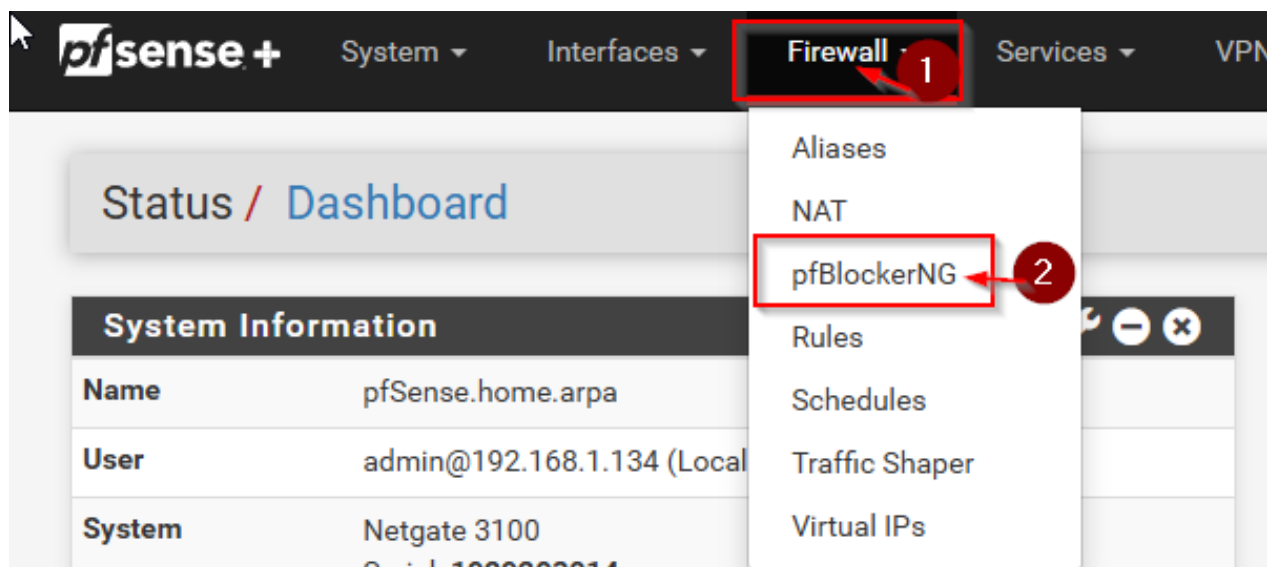 pfsense+ System Interfaces Firewall 1 Services VPN
Aliases
Status / Dashboard
NAT
pfBlockerNG 2
System Information
Rules
Name pfSense.home.arpa
Schedules
User admin@192.168.1.134 (Local
Traffic Shaper
System Netgate 3100
Virtual IPs